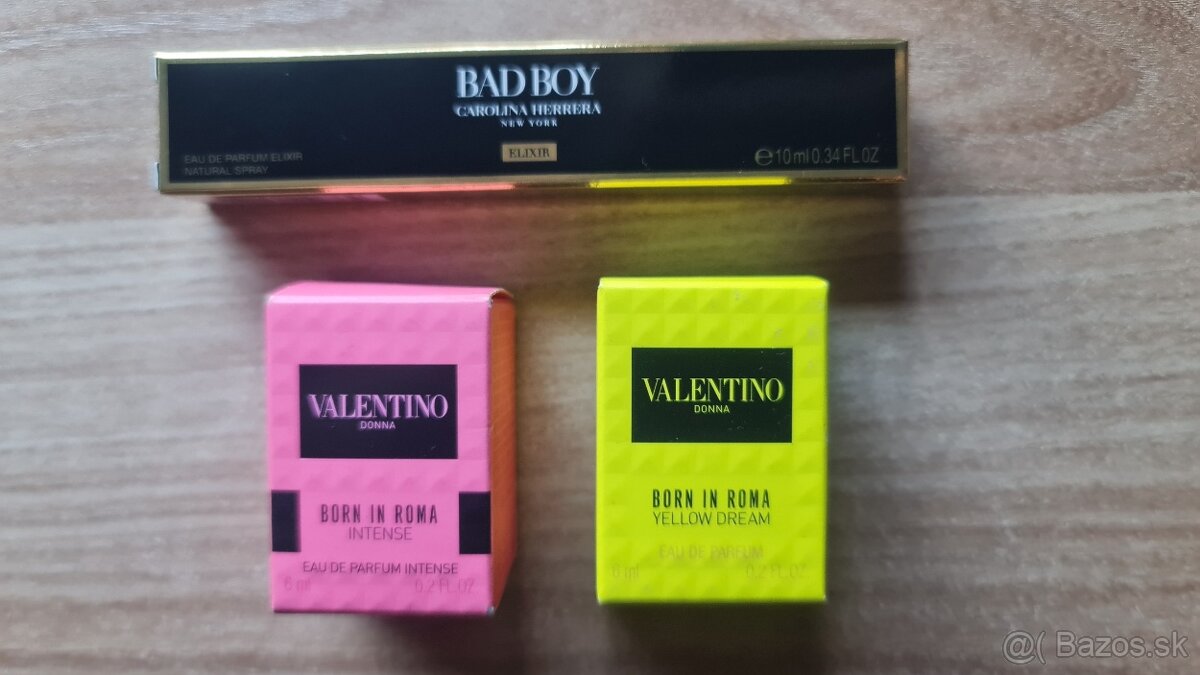 BAD BOY
CAROLINA HERRERA
NEW YORK
ELIXIR
EAU DE PARFUM ELIXIR
NATURAL SPRAY
℮10ml 0.34 FL.OZ
VALENTINO
DONNA
BORN IN ROMA
INTENSE
EAU DE PARFUM INTENSE
6 ml 0.2 FL.OZ
VALENTINO
DONNA
BORN IN ROMA
YELLOW DREAM
EAU DE PARFUM
6 ml 0.2 FL.OZ
@( Bazos.sk